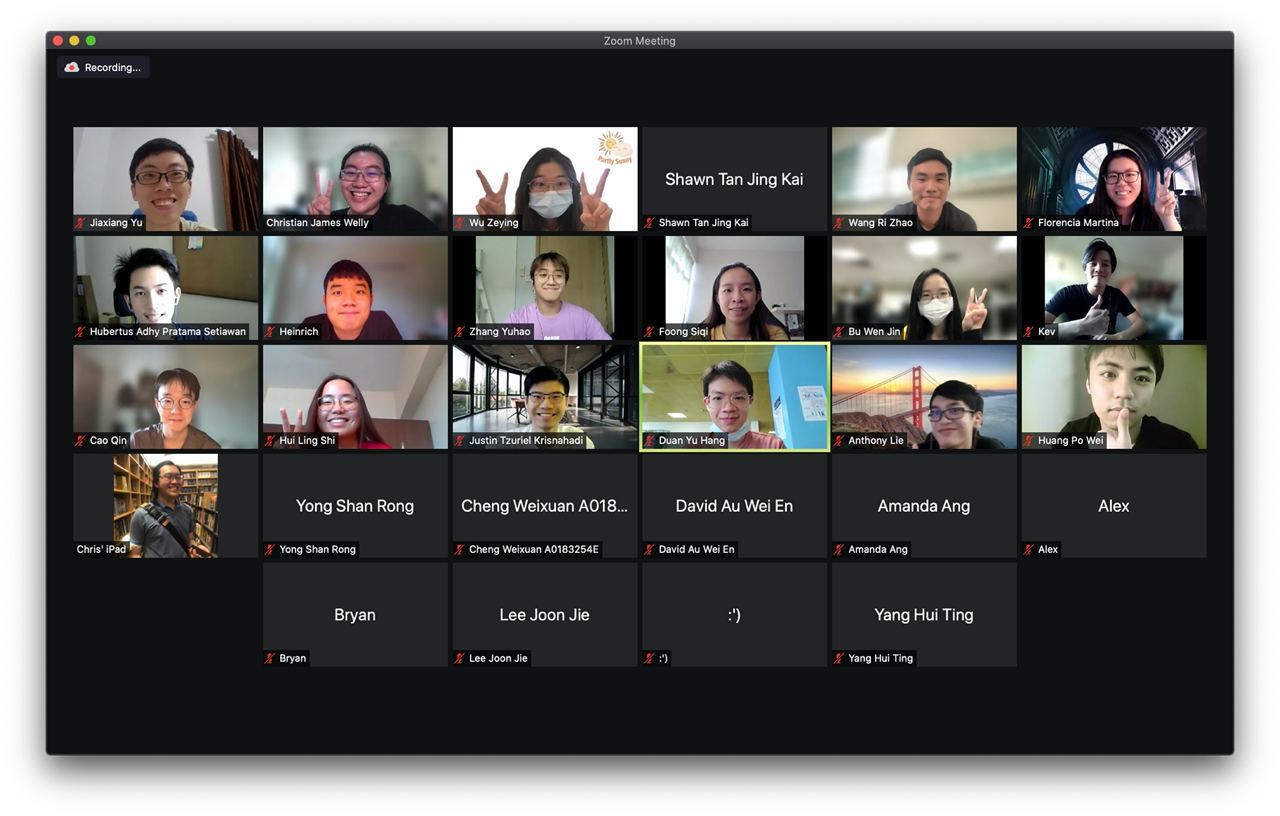 Zoom Meeting
Recording...
Partly Sunny
Jiaxiang Yu
Christian James Welly
Wu Zeying
Shawn Tan Jing Kai
Shawn Tan Jing Kai
Wang Ri Zhao
Florencia Martina
Hubertus Adhy Pratama Setiawan
Heinrich
Zhang Yuhao
Foong Siqi
Bu Wen Jin
Kev
Cao Qin
Hui Ling Shi
Justin Tzuriel Krisnahadi
Duan Yu Hang
Anthony Lie
Huang Po Wei
Chris' iPad
Yong Shan Rong
Yong Shan Rong
Cheng Weixuan A018...
Cheng Weixuan A0183254E
David Au Wei En
David Au Wei En
Amanda Ang
Amanda Ang
Alex
Alex
Bryan
Bryan
Lee Joon Jie
Lee Joon Jie
:')
:')
Yang Hui Ting
Yang Hui Ting